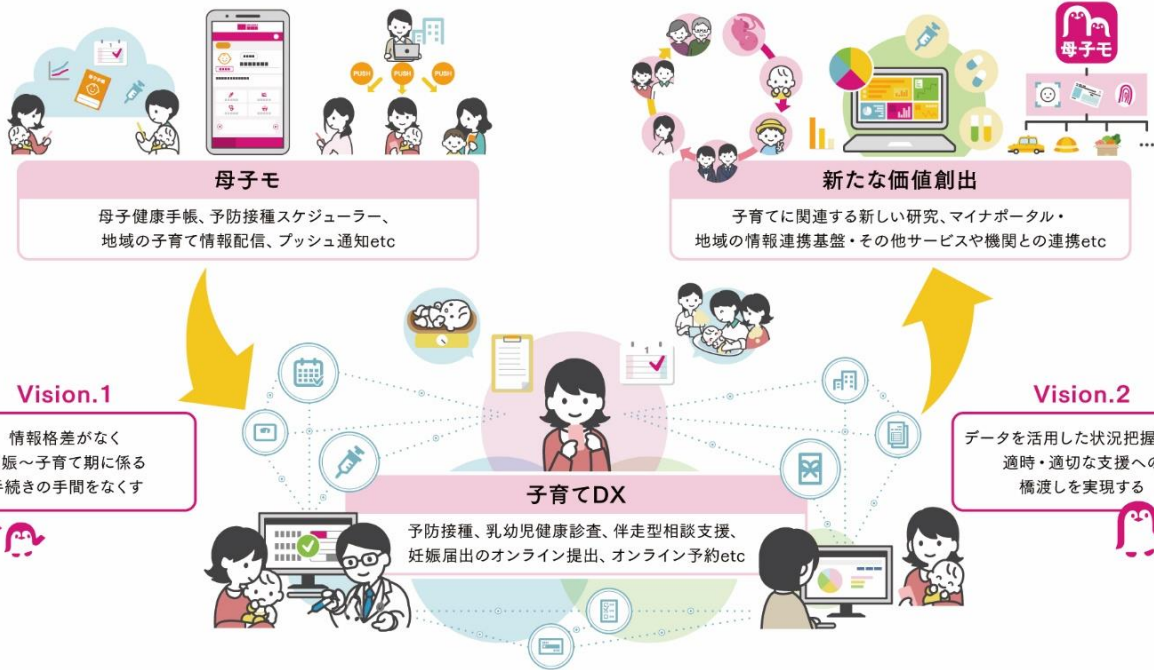 PUSH
PUSH
PUSH
母子モ
母子モ
母子健康手帳、予防接種スケジューラー、
地域の子育て情報配信、プッシュ通知etc
新たな価値創出
子育てに関連する新しい研究、マイナポータル・
地域の情報連携基盤・その他サービスや機関との連携etc
Vision.1
情報格差がなく
娠～子育て期に係る
手続きの手間をなくす
子育てDX
予防接種、乳幼児健康診査、伴走型相談支援、
妊娠届出のオンライン提出、オンライン予約etc
Vision.2
データを活用した状況把握
適時・適切な支援への
橋渡しを実現する